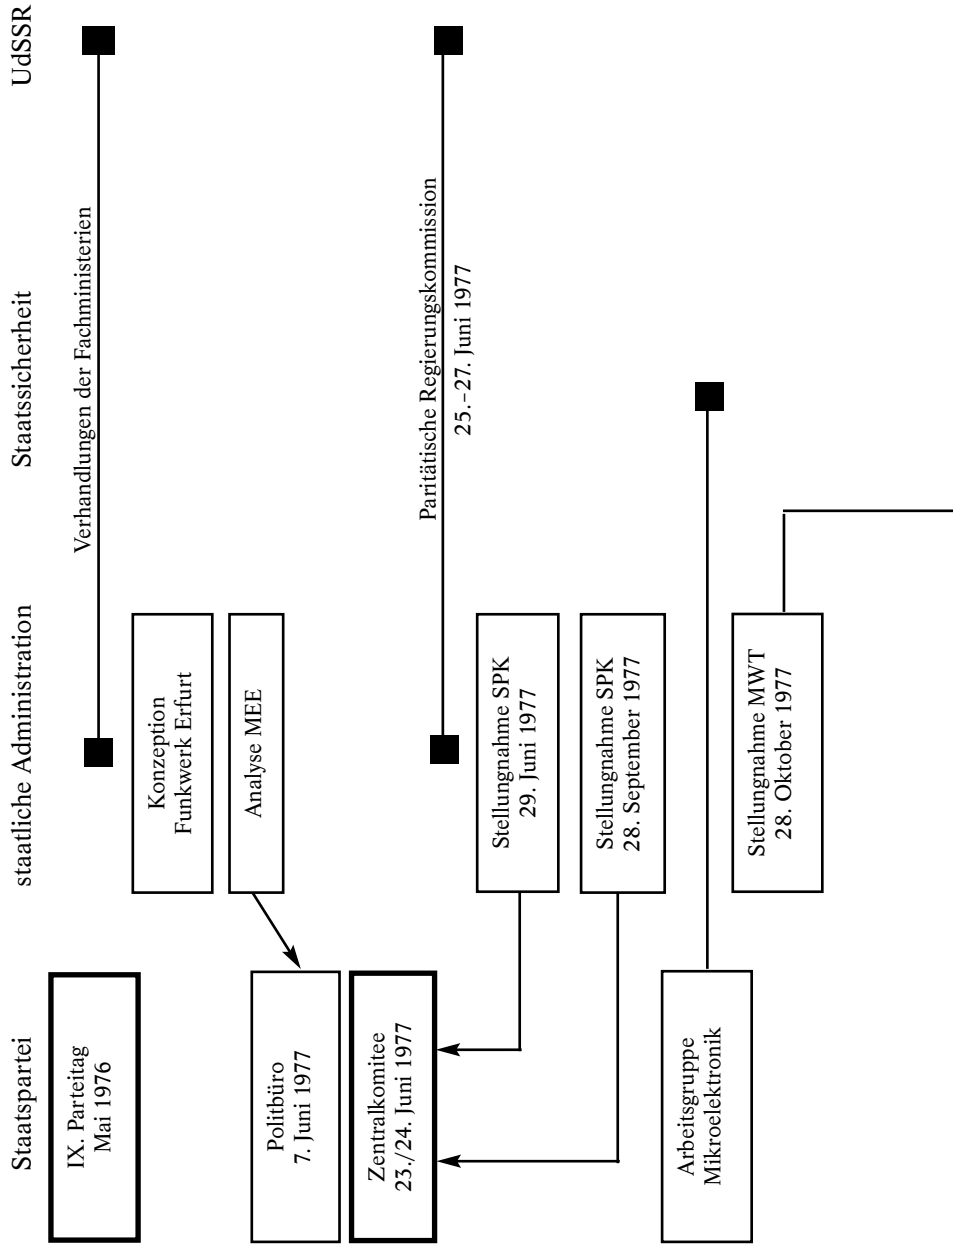 Staatspartei
staatliche Administration
Staatssicherheit
UdSSR
IX. Parteitag
Mai 1976
Verhandlungen der Fachministerien
Konzeption
Funkwerk Erfurt
Analyse MEE
Politbüro
7. Juni 1977
Zentralkomitee
23./24. Juni 1977
Paritätische Regierungskommission
25.–27. Juni 1977
Stellungnahme SPK
29. Juni 1977
Stellungnahme SPK
28. September 1977
Arbeitsgruppe
Mikroelektronik
Stellungnahme MWT
28. Oktober 1977